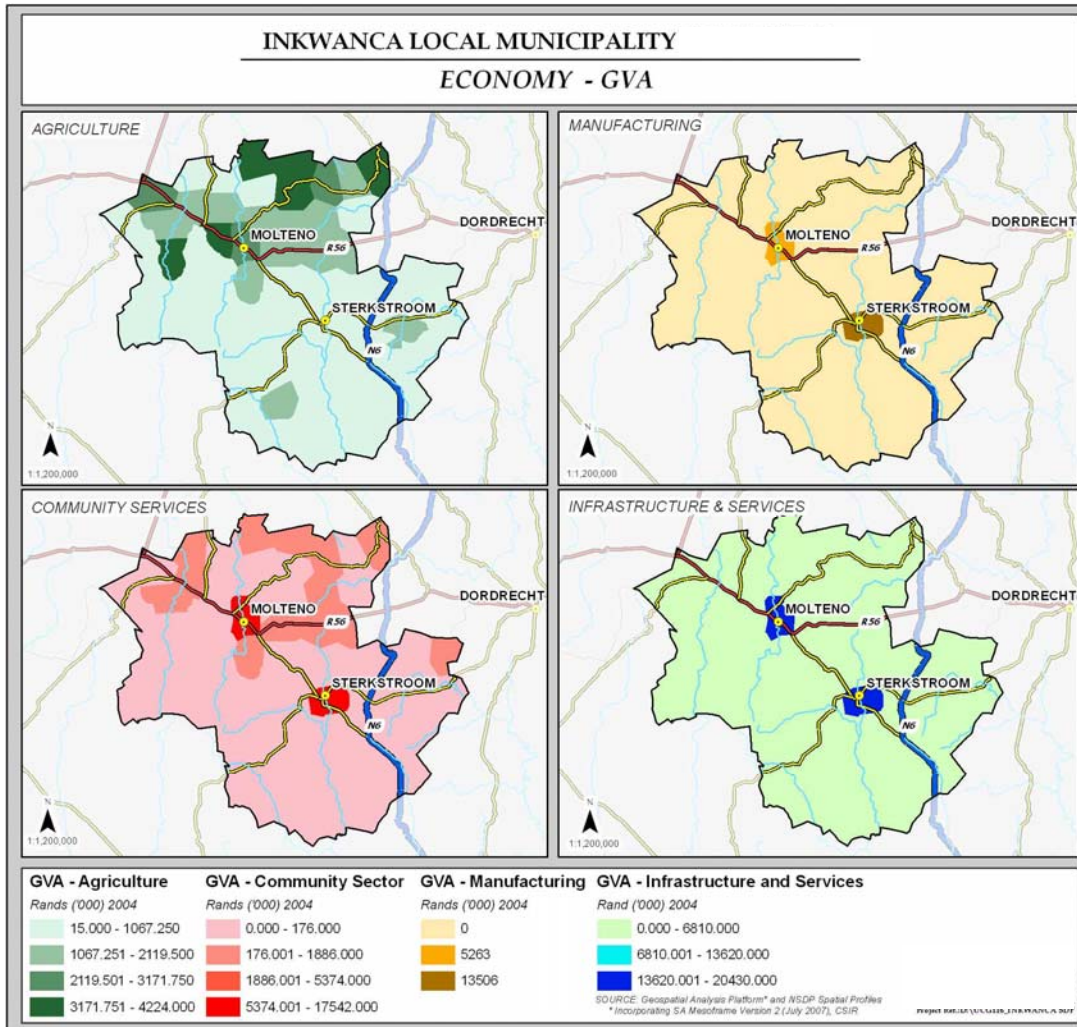 INKWANCA LOCAL MUNICIPALITY
ECONOMY - GVA
AGRICULTURE
MOLTENO
DORDRECHT
R56
STERKSTROOM
N6
N
1:1,200,000
MANUFACTURING
MOLTENO
DORDRECHT
R56
STERKSTROOM
N6
N
1:1,200,000
COMMUNITY SERVICES
MOLTENO
DORDRECHT
R56
STERKSTROOM
N6
N
1:1,200,000
INFRASTRUCTURE & SERVICES
MOLTENO
DORDRECHT
R56
STERKSTROOM
N6
N
1:1,200,000
GVA - Agriculture
Rands ('000) 2004
15.000 - 1067.250
1067.251 - 2119.500
2119.501 - 3171.750
3171.751 - 4224.000
GVA - Community Sector
Rands ('000) 2004
0.000 - 176.000
176.001 - 1886.000
1886.001 - 5374.000
5374.001 - 17542.000
GVA - Manufacturing
Rands ('000) 2004
0
5263
13506
GVA - Infrastructure and Services
Rand ('000) 2004
0.000 - 6810.000
6810.001 - 13620.000
13620.001 - 20430.000
SOURCE: Geospatial Analysis Platform* and NSDP Spatial Profiles
* Incorporating SA Mesoframe Version 2 (July 2007), CSIR